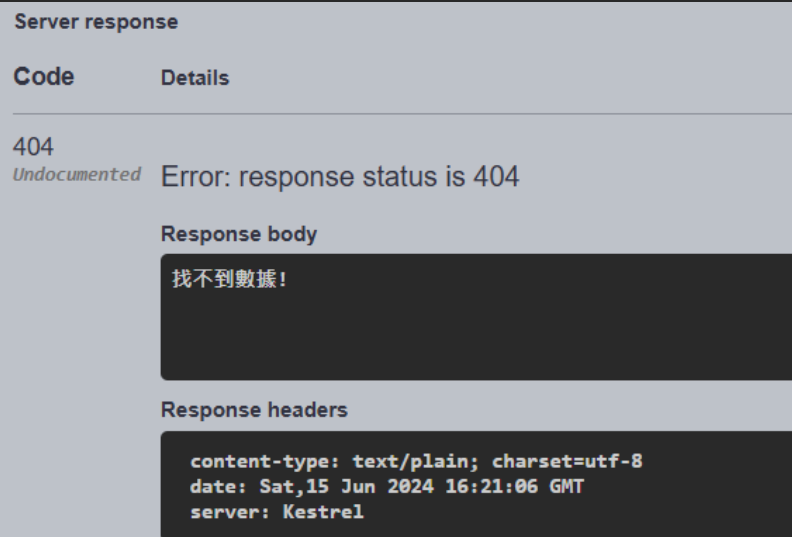 Server response
Code Details
404
Undocumented
Error: response status is 404
Response body
找不到數據!
Response headers
content-type: text/plain; charset=utf-8
date: Sat,15 Jun 2024 16:21:06 GMT
server: Kestrel